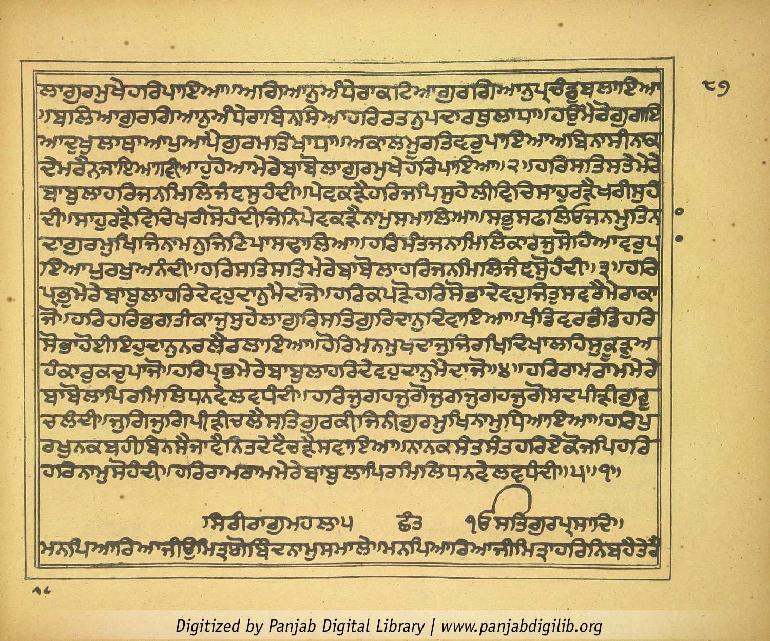 ੮੭
ਲਾਗੁਰਮੁਖੇਹਰਿਪਾਇਆ॥ਅਗਿਆਨੁਅੰਧੇਰਾਕਟਿਆਗੁਰਗਿਆਨੁਪ੍ਰਚੰਡੁਬਲਾਇਆ
॥ਬਲਿਆਗੁਰਗਿਆਨੁਅੰਧੇਰਾਬਿਨਸਿਆਹਰਿਰਤਨੁਪਦਾਰਥੁਲਾਧਾ॥ਹਉਮੈਰੋਗੁਗਇ
ਆਦੁਖੁਲਾਥਾਆਪੁਆਪੈਗੁਰਮਤਿਖਾਧਾ॥ਅਕਾਲਮੂਰਤਿਵਰੁਪਾਇਆਅਬਿਨਾਸੀਨਕ
ਦੇਮਰੈਨਜਾਇਆ॥ਵੀਆਹੁਹੋਆਮੇਰੇਬਾਬੋਲਾਗੁਰਮੁਖੇਹਰਿਪਾਇਆ॥੨॥ਹਰਿਸਤਿਸਤੇਮੇਰੇ
ਬਾਬੁਲਾਹਰਿਜਨਮਿਲਿਜੰਞਸੁਹੰਦੀ॥ਪੇਵਕੜੈਹਰਿਜਪਿਸੁਹੇਲੀਵਿਚਿਸਾਹੁਰੜੈਖਰੀਸੁਹੰ
ਦੀ॥ਸਾਹੁਰੜੈਵਿਚਿਖਰੀਸੋਹੰਦੀਜਿਨਿਪੇਵਕੜੈਨਾਮੁਸਮਾਲਿਆ॥ਸਭੁਸਫਲਿਓਜਨਮੁਤਿਨ
ਦਾਗੁਰਮੁਖਿਜਿਨਾਮਨੁਜਿਣਿਪਾਸਾਢਾਲਿਆ॥ਹਰਿਸੰਤਜਨਾਮਿਲਿਕਾਰਜੁਸੋਹਿਆਵਰੁਪਾ
ਇਆਪੁਰਖੁਅਨੰਦੀ॥ਹਰਿਸਤਿਸਤਿਮੇਰੇਬਾਬੋਲਾਹਰਿਜਨਮਿਲਿਜੰਞਸੋੁਹੰਦੀ॥੩॥ਹਰਿ
ਪ੍ਰਭੁਮੇਰੇਬਾਬੁਲਾਹਰਿਦੇਵਹੁਦਾਨੁਮੈਦਾਜੋ॥ਹਰਿਕਪੜੋਹਰਿਸੋਭਾਦੇਵਹੁਜਿਤੁਸਵਰੈਮੇਰਾਕਾ
ਜੋ॥ਹਰਿਹਰਿਭਗਤੀਕਾਜੁਸੁਹੇਲਾਗੁਰਿਸਤਿਗੁਰਿਦਾਨੁਦਿਵਾਇਆ॥ਖੰਡਿਵਰਭੰਡਿਹਰਿ
ਸੋਭਾਹੋਈਇਹੁਦਾਨੁਨਰਲੈਰਲਾਇਆ॥ਹੋਰਿਮਨਮੁਖਦਾਜੁਜਿਰਖਿਦਿਖਾਲਹਿਸੁਕੂੜੁਅ
ਹੰਕਾਰੁਕਚੁਪਾਜੋ॥ਹਰਿਪ੍ਰਭਮੇਰੇਬਾਬੁਲਾਹਰਿਦੇਵਹੁਦਾਨੁਮੈਦਾਜੋ॥੪॥ਹਰਿਰਾਮਰਾਮਮੇਰੇ
ਬਾਬੋਲਾਪਿਰਮਿਲਿਧਨਵੇਲਵਧੰਦੀ॥ਹਰਿਜੁਗਹਜੁਗੋਜੁਗਜੁਗਹਜੁਗੋਸਦਪੀੜੀਗੁਰੂ
ਚਲੰਦੀ॥ਜੁਗਿਜੁਗਿਪੀੜੀਚਲੈਸਤਿਗੁਰਕੀਜਿਨੀਗੁਰਮੁਖਿਨਾਮੁਧਿਆਇਆ॥ਹਰਿਪੁ
ਰਖੁਨਕਬਹੀਬਿਨਸੈਜਾਵੈਨਿਤਦੇਵੈਚੜੈਸਵਾਇਆ॥ਨਾਨਕਸੰਤਸੰਤਹਰਿਏਕੋਜਪਿਹਰਿ
ਹਰਿਨਾਮੁਸੋਹੰਦੀ॥ਹਰਿਰਾਮਰਾਮਮੇਰੇਬਾਬੁਲਾਪਿਰਮਿਲਿਧਨਵੇਲਵਧੰਦੀ॥੫॥੧॥
ਸਿਰੀਰਾਗੁਮਹਲਾ੫ ਛੰਤ ੴਸਤਿਗੁਰਪ੍ਰਸਾਦਿ॥
ਮਨਪਿਆਰਿਆਜੀਉਮਿਤ੍ਰਾਗੋਬਿੰਦਨਾਮੁਸਮਾਲੇ॥ਮਨਪਿਆਰਿਆਜੀਮਿਤ੍ਰਾਹਰਿਨਿਬਹੈਤੇਰੈ
Digitized by Panjab Digital Library | www.panjabdigilib.org